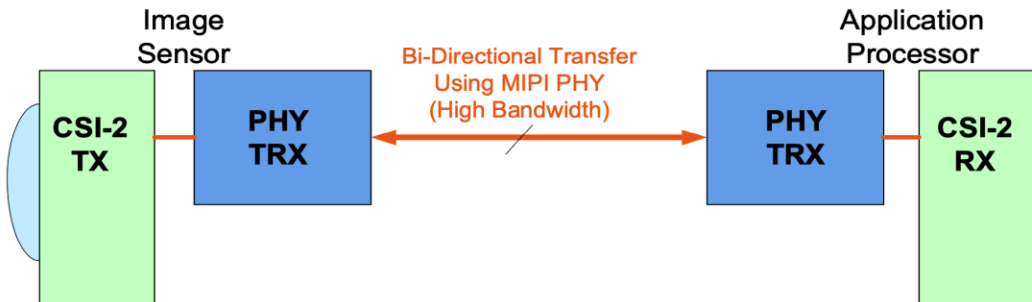 Image
Sensor
Application
Processor
Bi-Directional Transfer
Using MIPI PHY
(High Bandwidth)
CSI-2
TX
PHY
TRX
PHY
TRX
CSI-2
RX